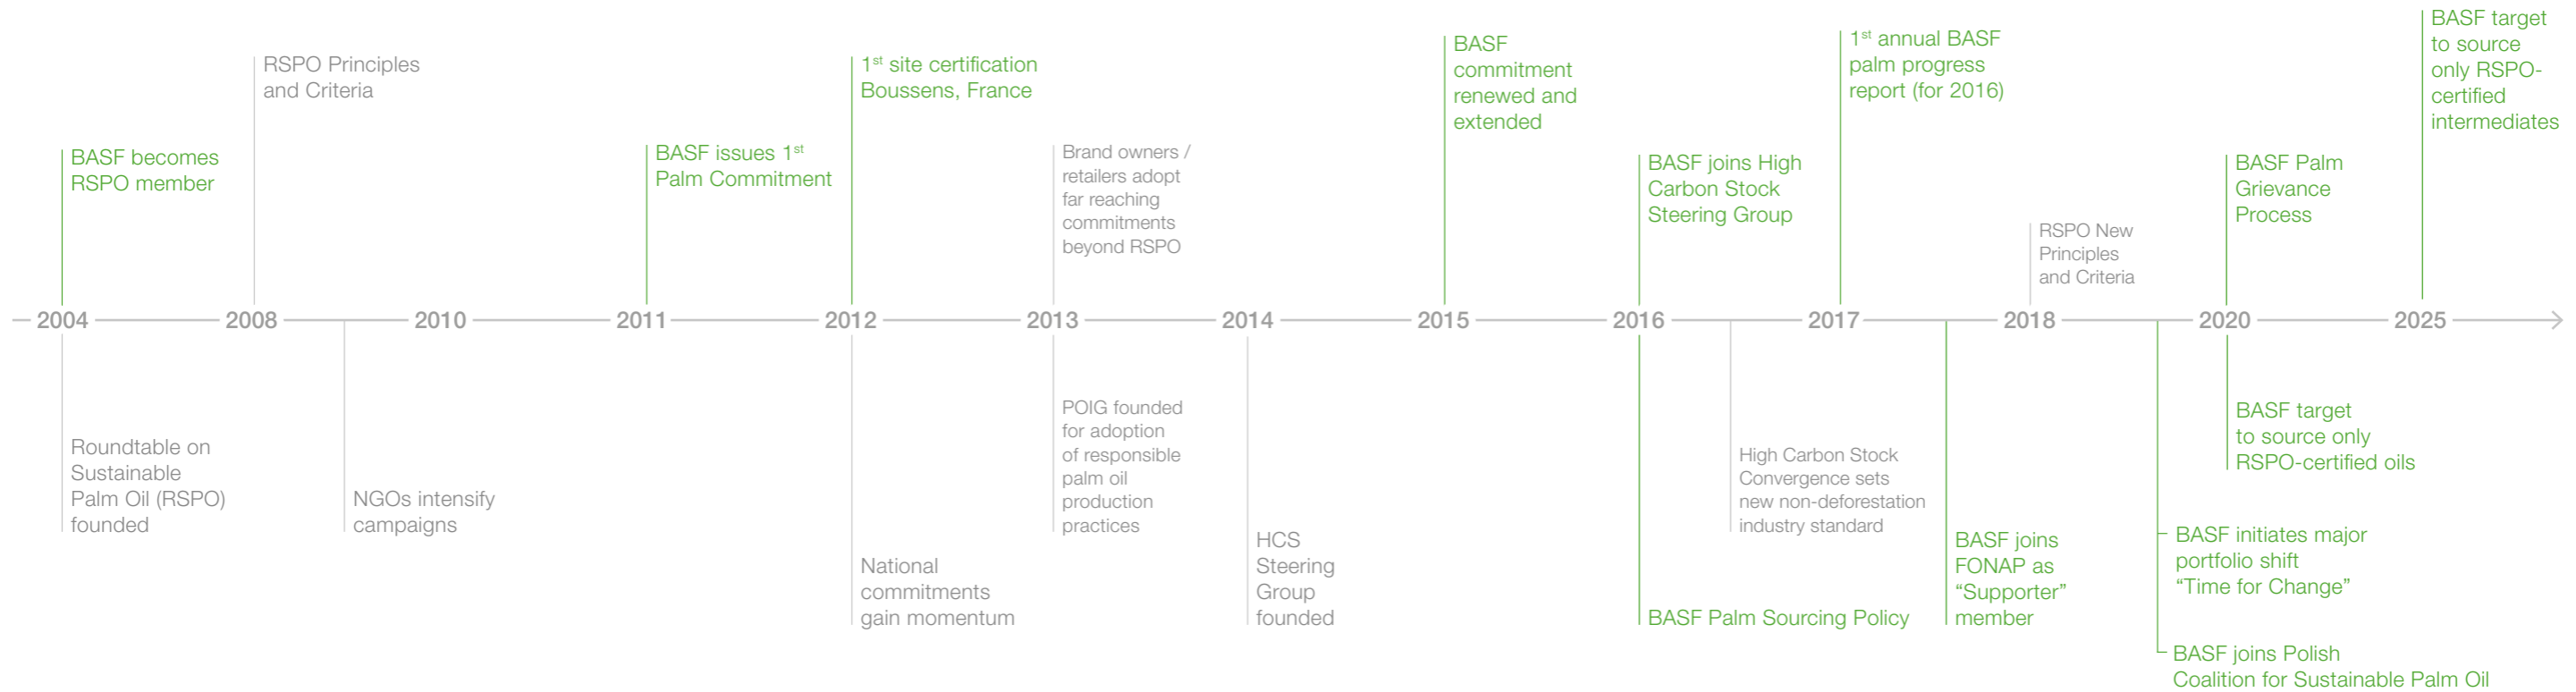 BASF becomes
RSPO member
RSPO Principles
and Criteria
BASF issues 1st
Palm Commitment
1st site certification
Boussens, France
Brand owners /
retailers adopt
far reaching
commitments
beyond RSPO
BASF
commitment
renewed and
extended
BASF joins High
Carbon Stock
Steering Group
1st annual BASF
palm progress
report (for 2016)
RSPO New
Principles
and Criteria
BASF Palm
Grievance
Process
BASF target
to source
only RSPO-
certified
intermediates
2004 2008 2010 2011 2012 2013 2014 2015 2016 2017 2018 2020 2025
Roundtable on
Sustainable
Palm Oil (RSPO)
founded
NGOs intensify
campaigns
National
commitments
gain momentum
POIG founded
for adoption
of responsible
palm oil
production
practices
HCS
Steering
Group
founded
BASF Palm Sourcing Policy
High Carbon Stock
Convergence sets
new non-deforestation
industry standard
BASF joins
FONAP as
“Supporter”
member
BASF target
to source only
RSPO-certified oils
BASF initiates major
portfolio shift
“Time for Change”
BASF joins Polish
Coalition for Sustainable Palm Oil